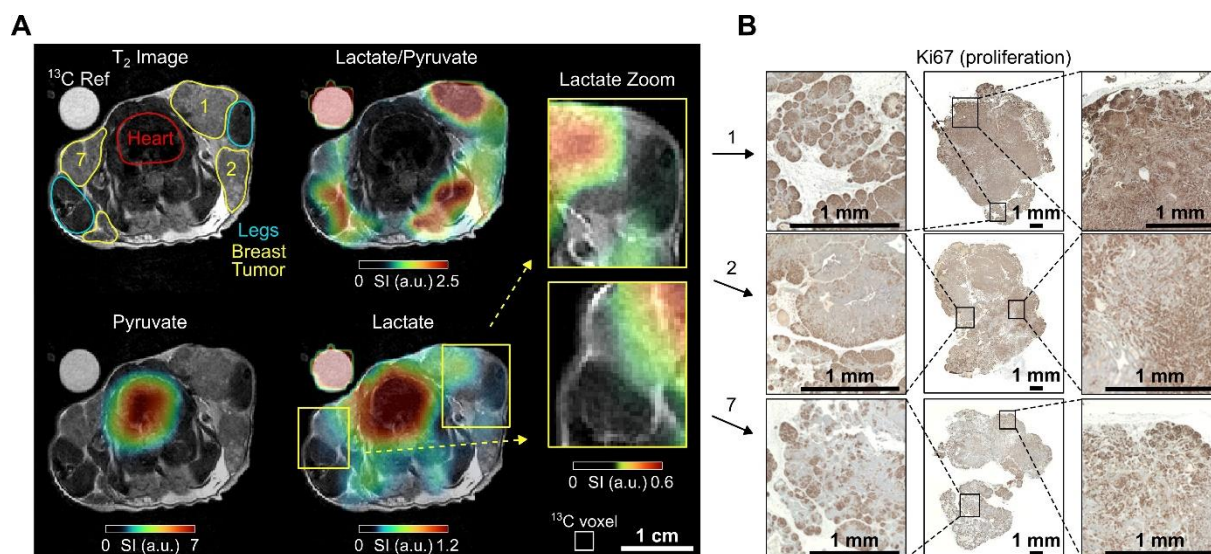 A
T2 Image
13C Ref
1
Heart
7
2
Legs
Breast
Tumor
Lactate/Pyruvate
0 SI (a.u.) 2.5
Lactate Zoom
Pyruvate
0 SI (a.u.) 7
Lactate
0 SI (a.u.) 1.2
0 SI (a.u.) 0.6
13C voxel
1 cm
B
Ki67 (proliferation)
1
1 mm
1 mm
1 mm
2
1 mm
1 mm
1 mm
7
1 mm
1 mm
1 mm